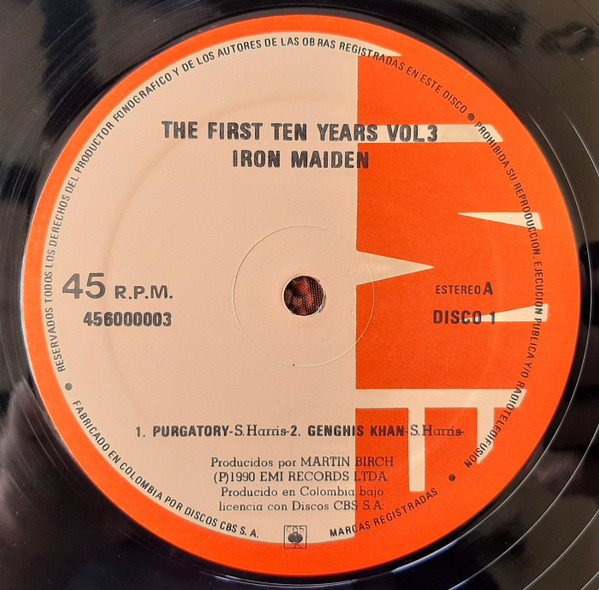 RESERVADOS TODOS LOS DERECHOS DEL PRODUCTOR FONOGRAFICO Y DE LOS AUTORES DE LAS OBRAS REGISTRADAS EN ESTE DISCO • PROHIBIDA SU REPRODUCCION, EJECUCION PUBLICA Y/O RADIOTELEDIFUSION
THE FIRST TEN YEARS VOL3
IRON MAIDEN
45 R.P.M.
456000003
ESTEREO A
DISCO 1
1. PURGATORY-S.Harris-2. GENGHIS KHAN-S.Harris-
Producidos por MARTIN BIRCH
(P)1990 EMI RECORDS LTDA.
Producido en Colombia bajo
licencia con Discos CBS S.A.
• FABRICADO EN COLOMBIA POR DISCOS CBS S.A.
CBS
MARCAS REGISTRADAS •
EMI